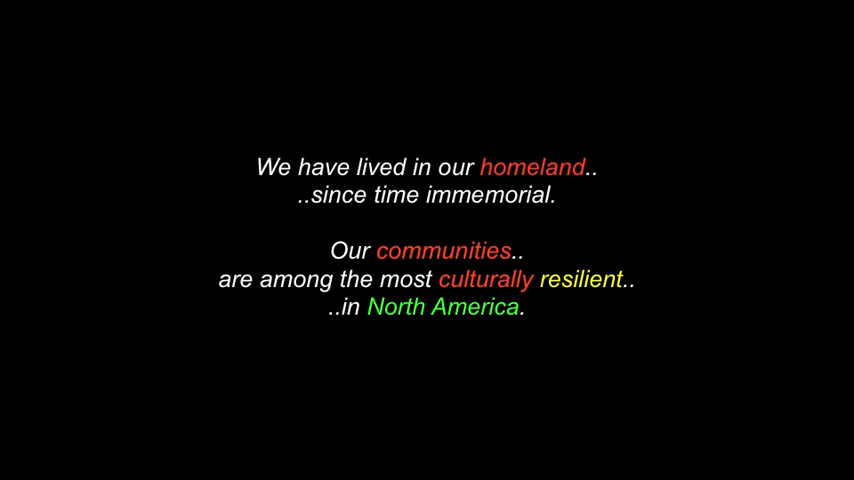 We have lived in our homeland..
..since time immemorial.
Our communities..
are among the most culturally resilient..
..in North America.